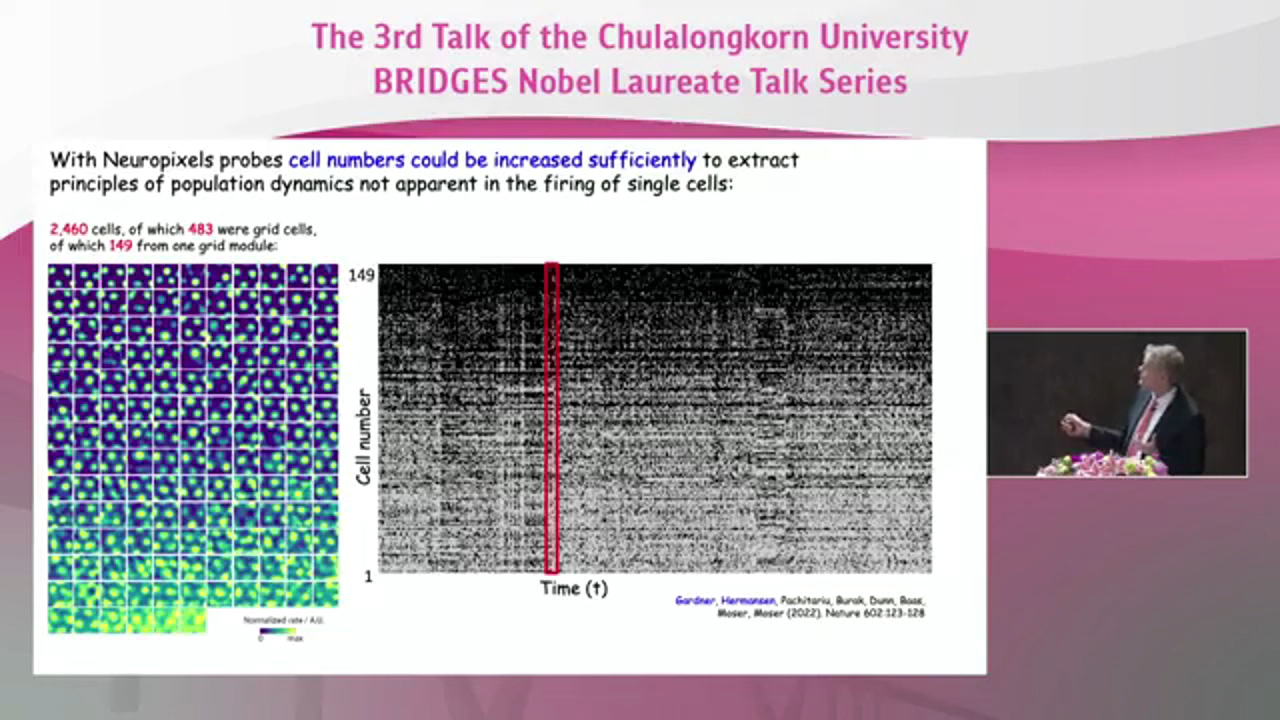 The 3rd Talk of the Chulalongkorn University
BRIDGES Nobel Laureate Talk Series
With Neuropixels probes cell numbers could be increased sufficiently to extract
principles of population dynamics not apparent in the firing of single cells:
2,460 cells, of which 483 were grid cells,
of which 149 from one grid module:
149
Cell number
1
Time (t)
Normalized rate / A.U.
0 max
Gardner, Hermansen, Pachitariu, Burak, Dunn, Baas,
Moser, Moser (2022). Nature 602:123-128